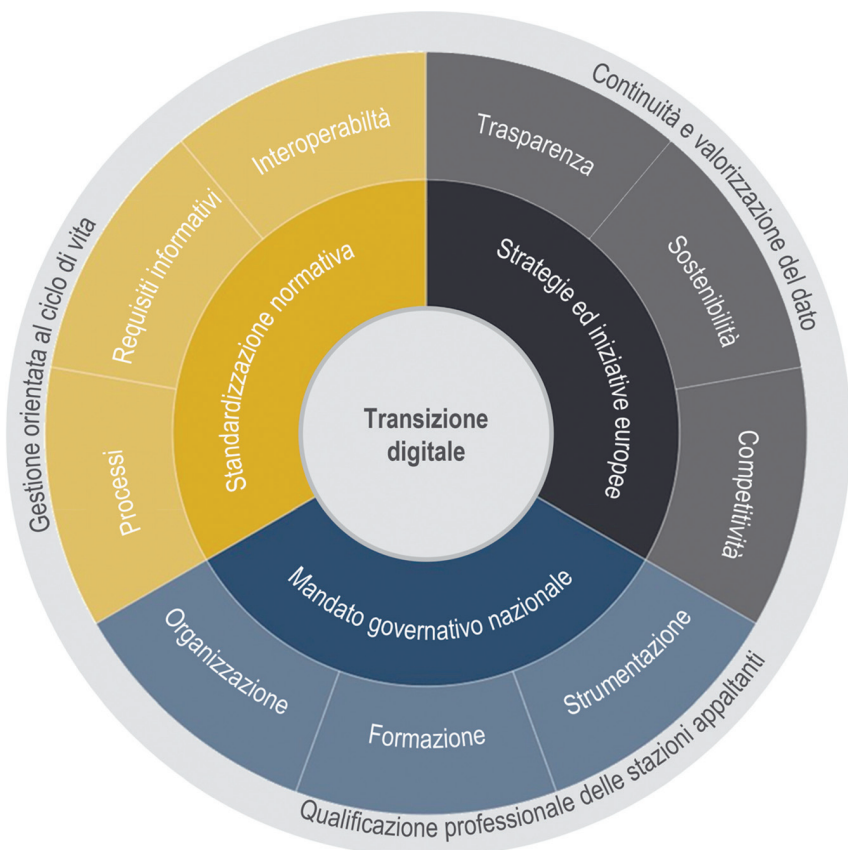 Transizione
digitale
Strategie ed iniziative europee
Mandato governativo nazionale
Standardizzazione normativa
Trasparenza
Sostenibilità
Competitività
Strumentazione
Formazione
Organizzazione
Processi
Requisiti informativi
Interoperabiltà
Continuità e valorizzazione del dato
Qualificazione professionale delle stazioni appaltanti
Gestione orientata al ciclo di vita